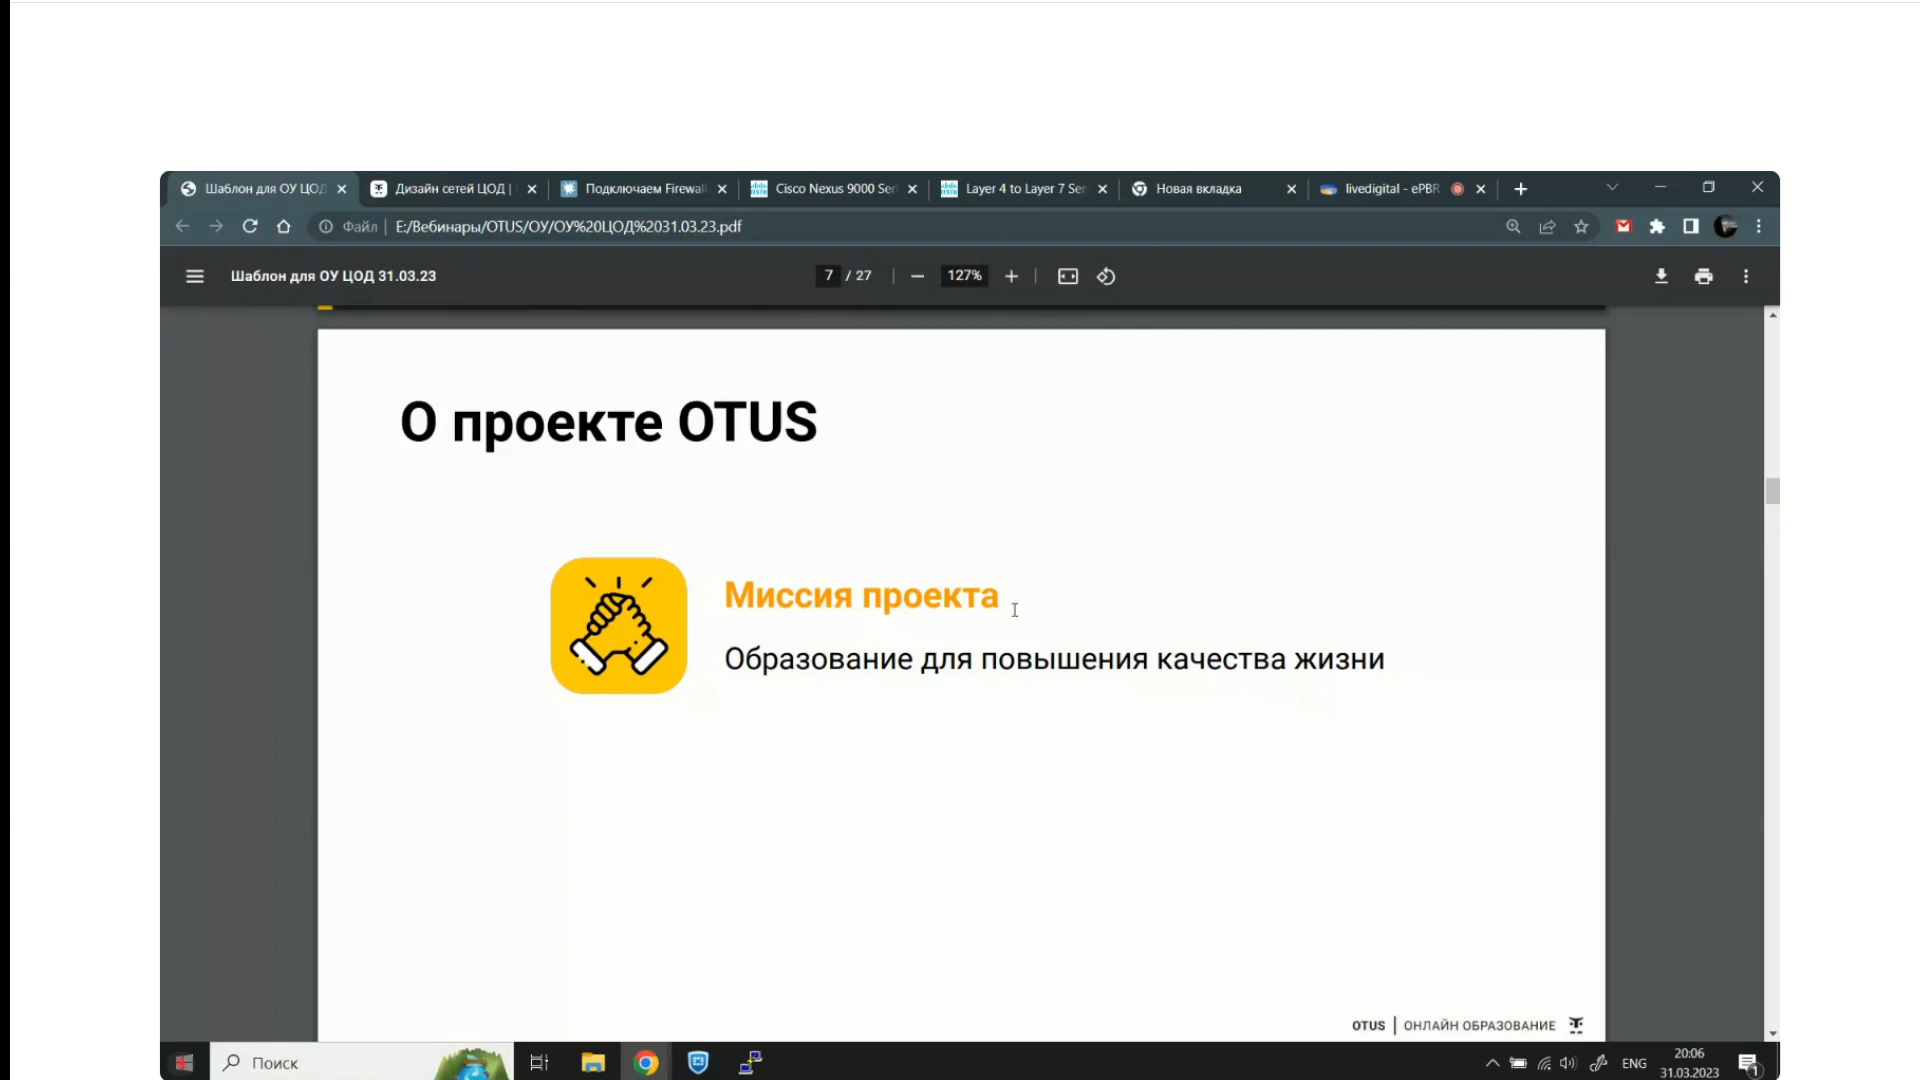 Шаблон для ОУ ЦОД
Дизайн сетей ЦОД |
Подключаем Firewall
Cisco Nexus 9000 Seri
Layer 4 to Layer 7 Ser
Новая вкладка
livedigital - ePBR
Файл | E:/Вебинары/OTUS/ОУ/ОУ%20ЦОД%2031.03.23.pdf
Шаблон для ОУ ЦОД 31.03.23
7 / 27
127%
О проекте OTUS
Миссия проекта
Образование для повышения качества жизни
OTUS | ОНЛАЙН ОБРАЗОВАНИЕ
Поиск
ENG
20:06
31.03.2023
1